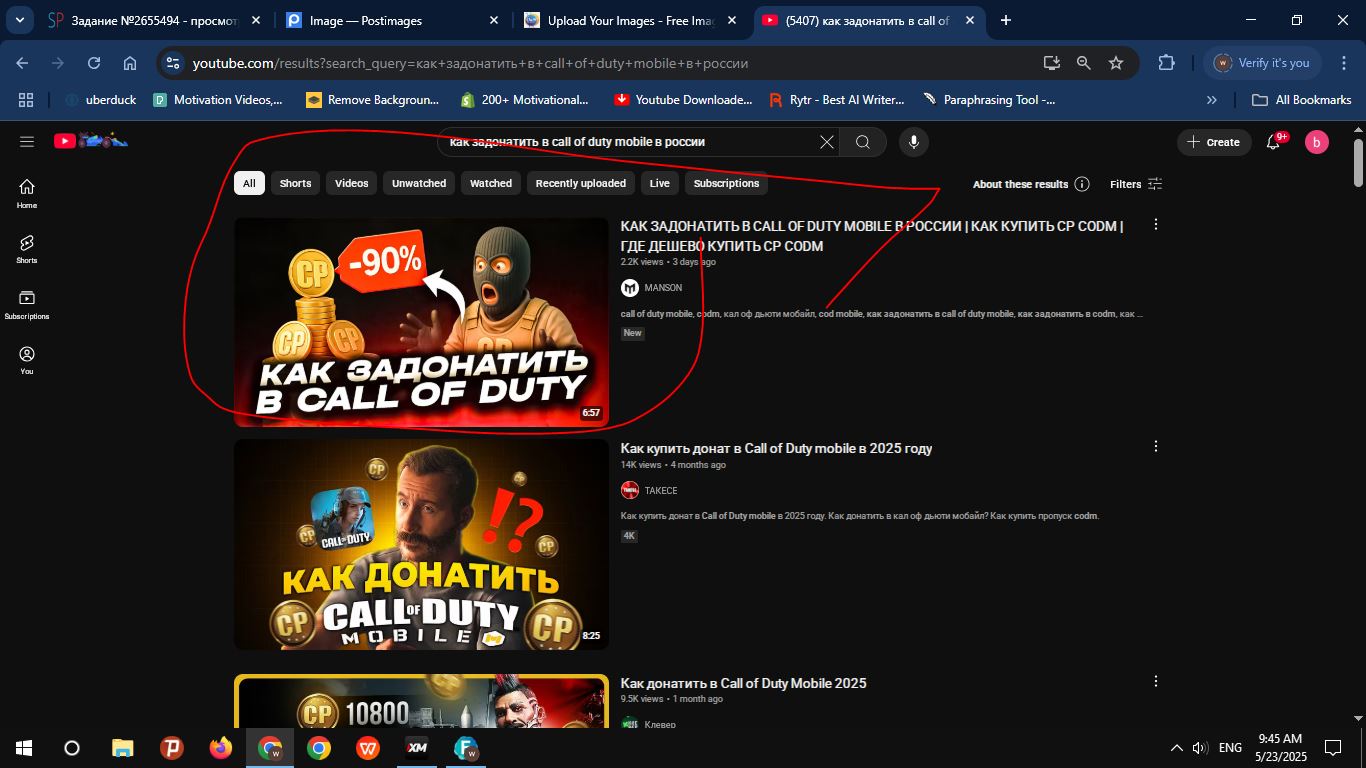 Задание №2655494 - просмотр
Image — Postimages
Upload Your Images - Free Ima
(5407) как задонатить в call of
youtube.com/results?search_query=как+задонатить+в+call+of+duty+mobile+в+россии
Verify it's you
uberduck
Motivation Videos,...
Remove Backgroun...
200+ Motivational...
Youtube Downloade...
Rytr - Best AI Writer...
Paraphrasing Tool -...
All Bookmarks
как задонатить в call of duty mobile в россии
Create
9+
b
All
Shorts
Videos
Unwatched
Watched
Recently uploaded
Live
Subscriptions
About these results
Filters
Home
Shorts
Subscriptions
You
CP
-90%
CP
CP
КАК ЗАДОНАТИТЬ
В CALL OF DUTY
6:57
КАК ЗАДОНАТИТЬ В CALL OF DUTY MOBILE В РОССИИ | КАК КУПИТЬ CP CODM |
ГДЕ ДЕШЕВО КУПИТЬ CP CODM
2.2K views • 3 days ago
MANSON
call of duty mobile, codm, кал оф дьюти мобайл, cod mobile, как задонатить в call of duty mobile, как задонатить в codm, как ...
New
CP
CP
CP
CP
CALL OF DUTY
!?
КАК ДОНАТИТЬ
CALL OF DUTY
MOBILE
CP
CP
8:25
Как купить донат в Call of Duty mobile в 2025 году
14K views • 4 months ago
TAKECE
Как купить донат в Call of Duty mobile в 2025 году. Как донатить в кал оф дьюти мобайл? Как купить пропуск codm.
4K
CP
10800
Как донатить в Call of Duty Mobile 2025
9.5K views • 1 month ago
Клевер
ENG
9:45 AM
5/23/2025